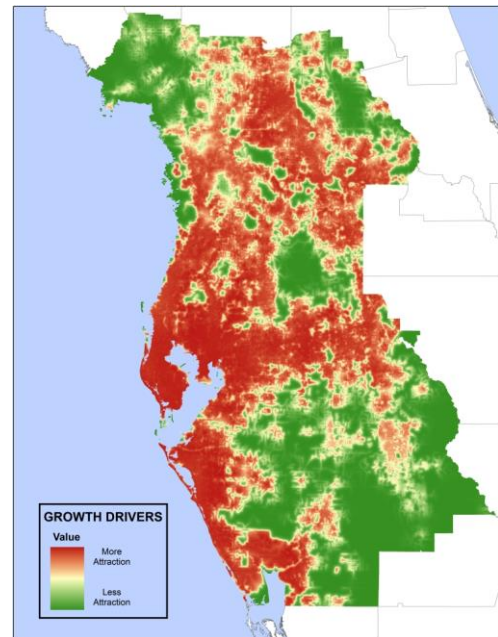 GROWTH DRIVERS
Value
More
Attraction
Less
Attraction